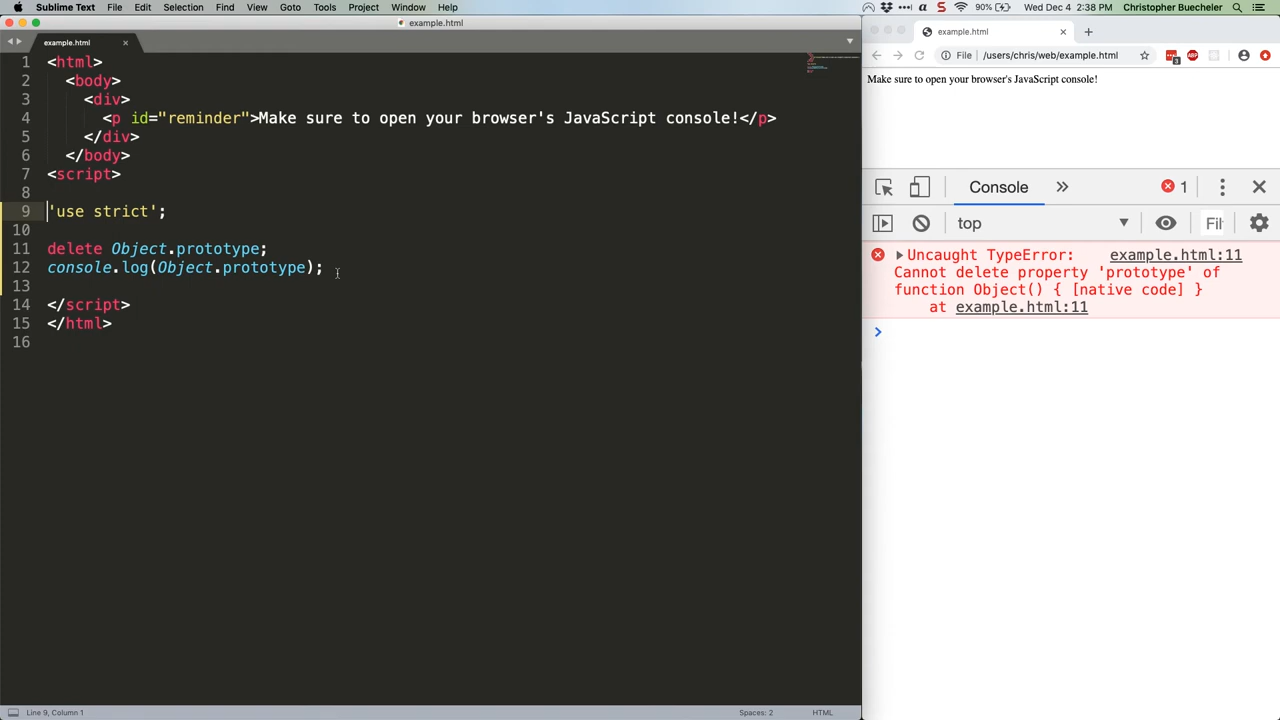 Sublime Text File Edit Selection Find View Goto Tools Project Window Help
90% Wed Dec 4 2:38 PM Christopher Buecheler
example.html
example.html
1 <html>
2 <body>
3 <div>
4 <p id="reminder">Make sure to open your browser's JavaScript console!</p>
5 </div>
6 </body>
7 <script>
8
9 'use strict';
10
11 delete Object.prototype;
12 console.log(Object.prototype);
13
14 </script>
15 </html>
16
Line 9, Column 1 Spaces: 2 HTML
example.html
File /users/chris/web/example.html
Make sure to open your browser's JavaScript console!
Console 1
top Fil
Uncaught TypeError: example.html:11
Cannot delete property 'prototype' of
function Object() { [native code] }
at example.html:11